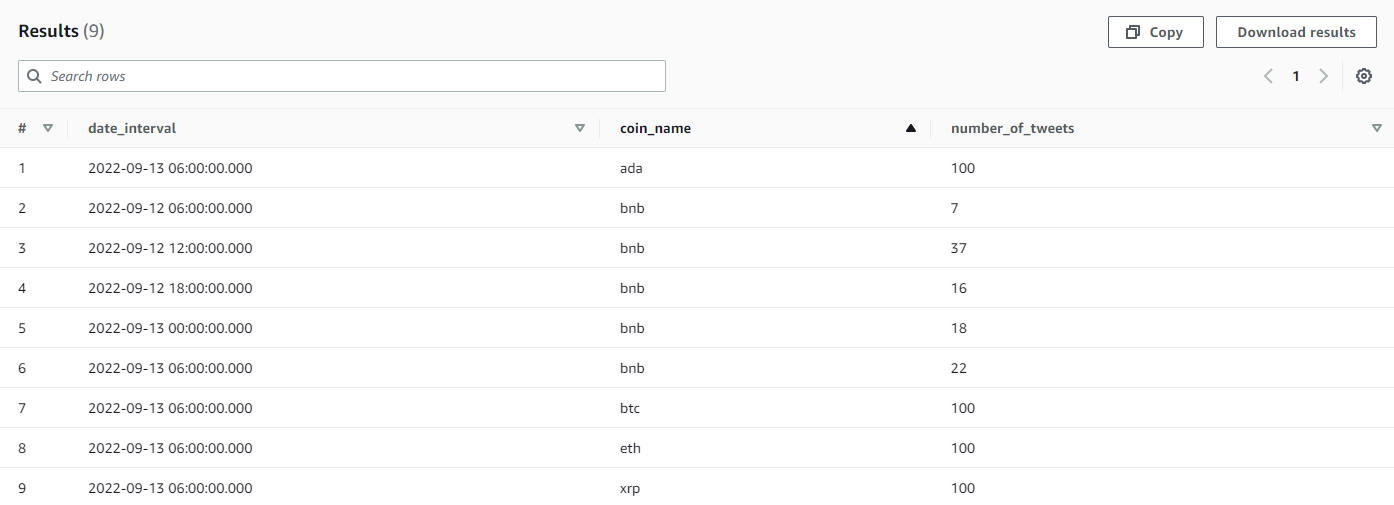 Results (9)
Copy
Download results
Search rows
1
# date_interval coin_name number_of_tweets
1 2022-09-13 06:00:00.000 ada 100
2 2022-09-12 06:00:00.000 bnb 7
3 2022-09-12 12:00:00.000 bnb 37
4 2022-09-12 18:00:00.000 bnb 16
5 2022-09-13 00:00:00.000 bnb 18
6 2022-09-13 06:00:00.000 bnb 22
7 2022-09-13 06:00:00.000 btc 100
8 2022-09-13 06:00:00.000 eth 100
9 2022-09-13 06:00:00.000 xrp 100